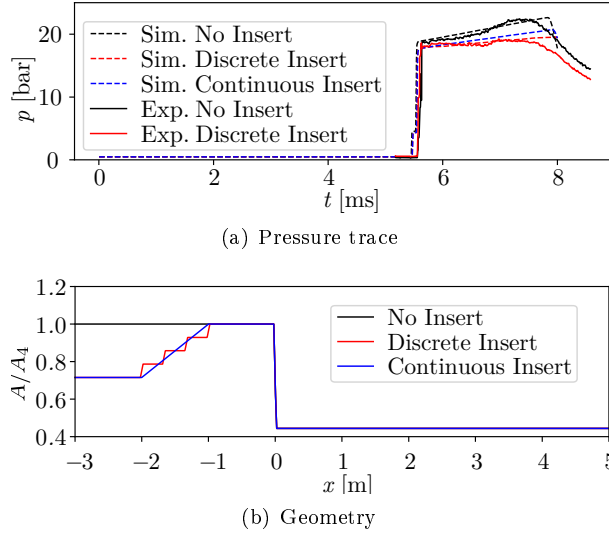 20
10
0
p [bar]
Sim. No Insert
Sim. Discrete Insert
Sim. Continuous Insert
Exp. No Insert
Exp. Discrete Insert
0 2 4 6 8
t [ms]
(a) Pressure trace
1.2
1.0
0.8
0.6
0.4
A/A₄
No Insert
Discrete Insert
Continuous Insert
−3 −2 −1 0 1 2 3 4 5
x [m]
(b) Geometry